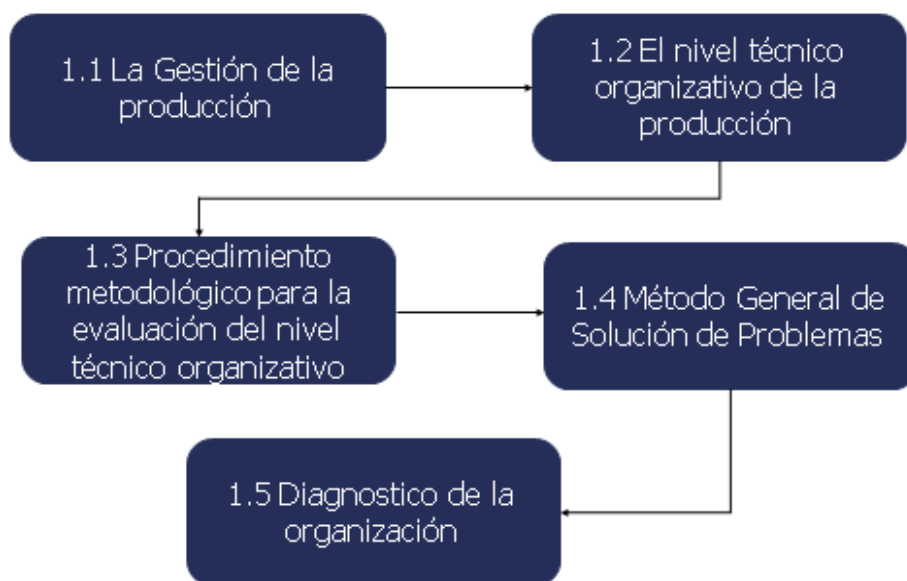 1.1 La Gestión de la
producción
1.2 El nivel técnico
organizativo de la
producción
1.3 Procedimiento
metodológico para la
evaluación del nivel
técnico organizativo
1.4 Método General de
Solución de Problemas
1.5 Diagnostico de la
organización